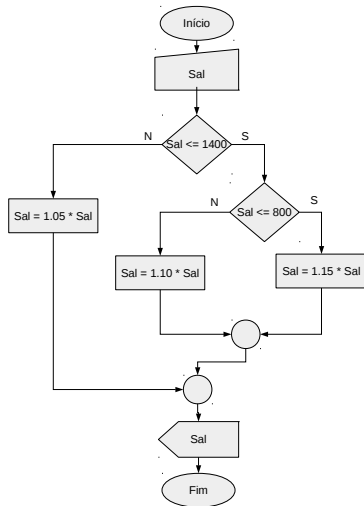 Início
Sal
N
Sal <= 1400
S
N
Sal <= 800
S
Sal = 1.05 * Sal
Sal = 1.10 * Sal
Sal = 1.15 * Sal
Sal
Fim